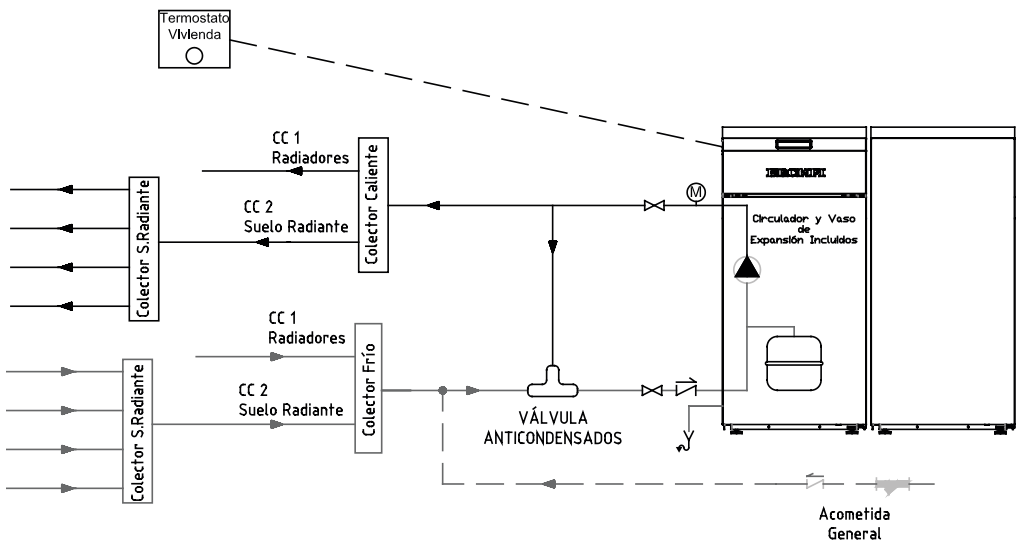 Termostato
Vivienda
CC 1
Radiadores
Colector Caliente
CC 2
Suelo Radiante
Colector S.Radiante
M
BRONPI
Circulador y Vaso
de
Expansión Incluidos
CC 1
Radiadores
Colector Frío
CC 2
Suelo Radiante
Colector S.Radiante
VÁLVULA
ANTICONDENSADOS
Acometida
General